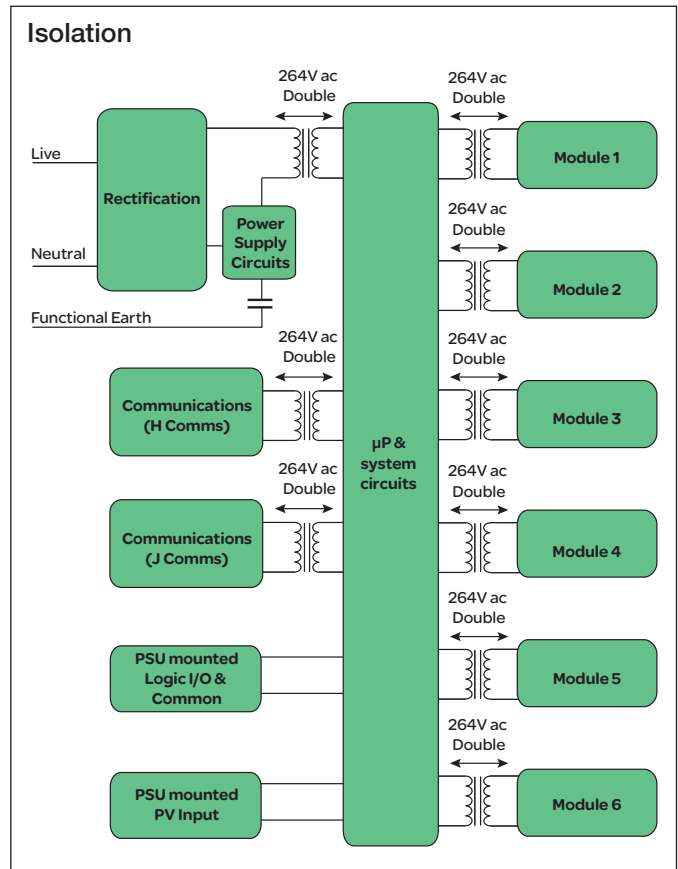 Isolation
264V ac
Double
264V ac
Double
Live
Rectification
Module 1
Neutral
Power
Supply
Circuits
264V ac
Double
Module 2
Functional Earth
264V ac
Double
264V ac
Double
Communications
(H Comms)
Module 3
µP &
system
circuits
264V ac
Double
264V ac
Double
Communications
(J Comms)
Module 4
264V ac
Double
PSU mounted
Logic I/O &
Common
Module 5
264V ac
Double
PSU mounted
PV Input
Module 6